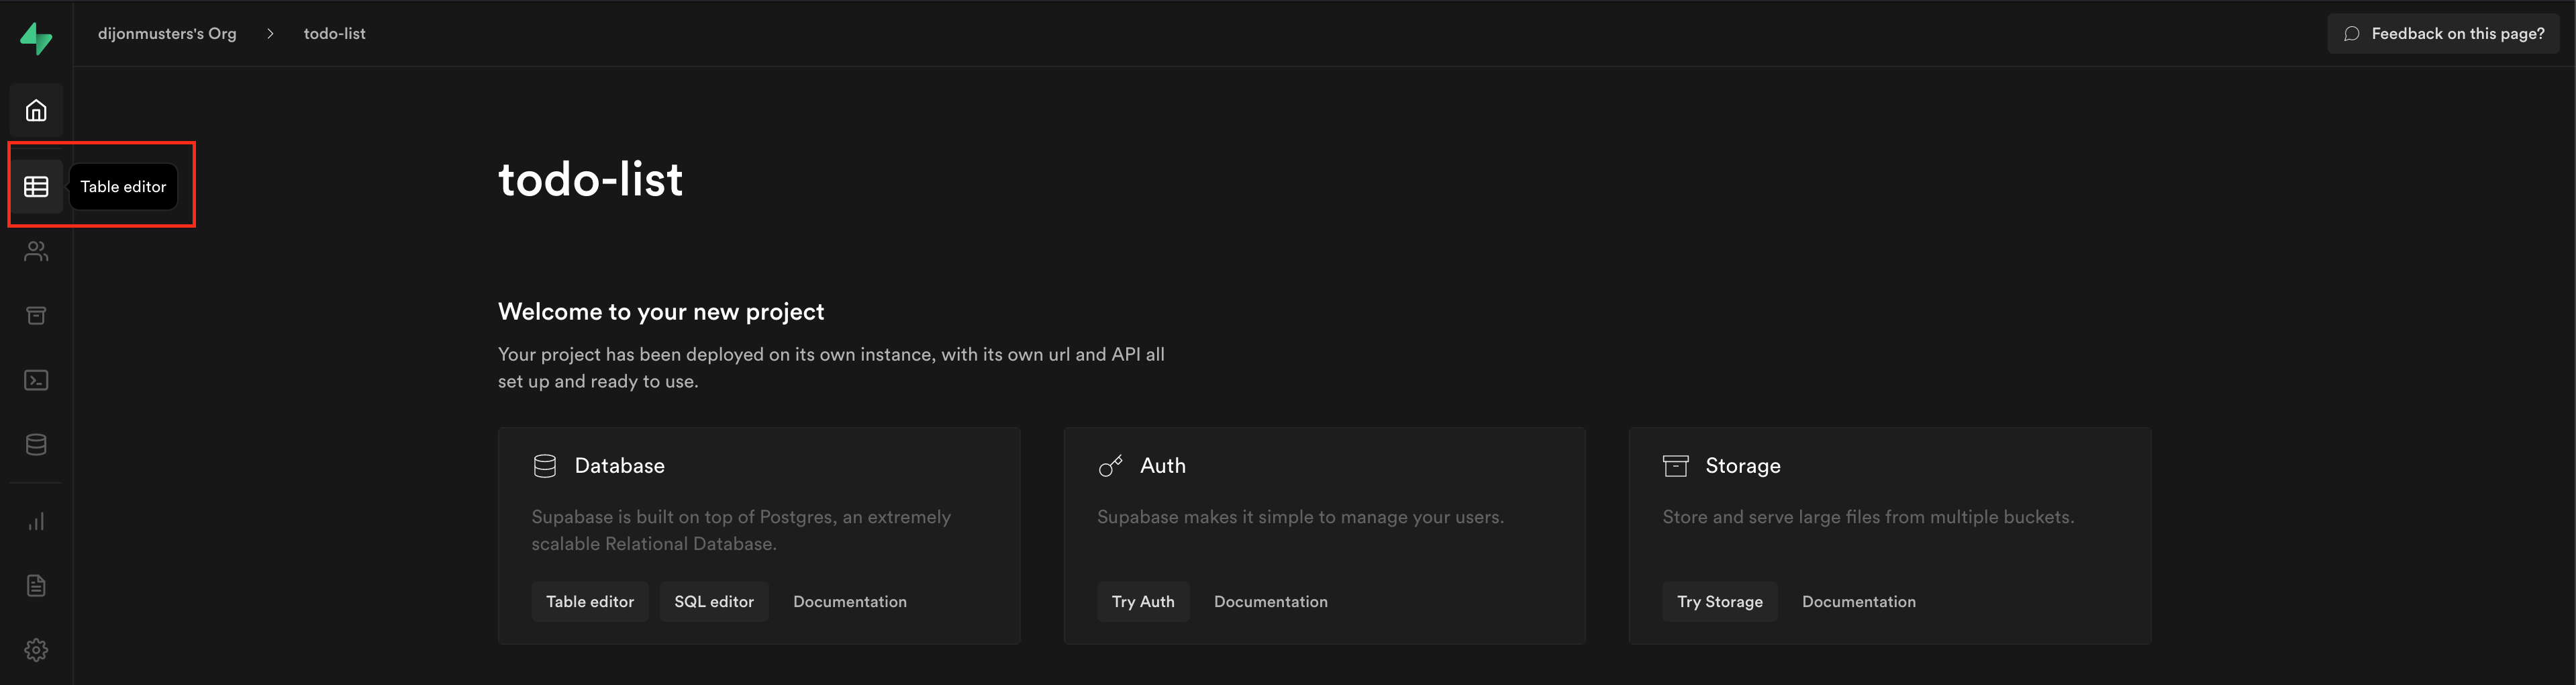 dijonmusters's Org > todo-list
Feedback on this page?
Table editor
todo-list
Welcome to your new project
Your project has been deployed on its own instance, with its own url and API all
set up and ready to use.
Database
Supabase is built on top of Postgres, an extremely
scalable Relational Database.
Table editor
SQL editor
Documentation
Auth
Supabase makes it simple to manage your users.
Try Auth
Documentation
Storage
Store and serve large files from multiple buckets.
Try Storage
Documentation